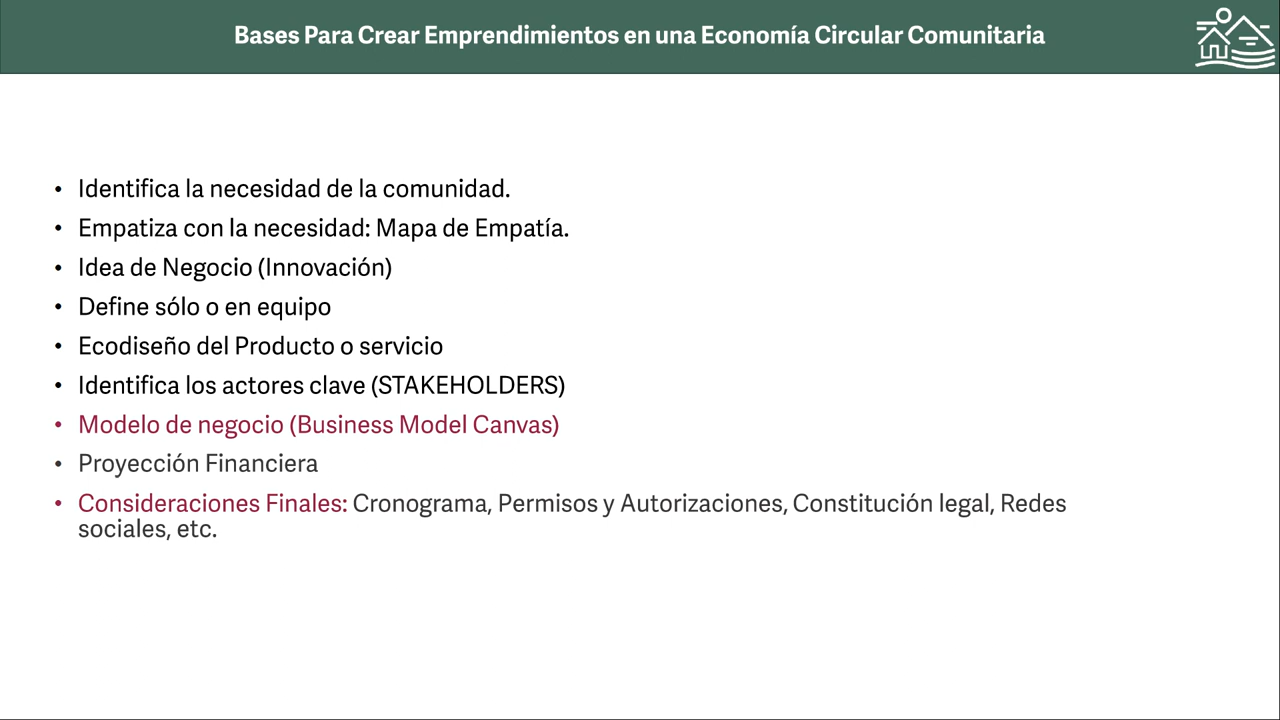 Bases Para Crear Emprendimientos en una Economía Circular Comunitaria
• Identifica la necesidad de la comunidad.
• Empatiza con la necesidad: Mapa de Empatía.
• Idea de Negocio (Innovación)
• Define sólo o en equipo
• Ecodiseño del Producto o servicio
• Identifica los actores clave (STAKEHOLDERS)
• Modelo de negocio (Business Model Canvas)
• Proyección Financiera
• Consideraciones Finales: Cronograma, Permisos y Autorizaciones, Constitución legal, Redes
sociales, etc.